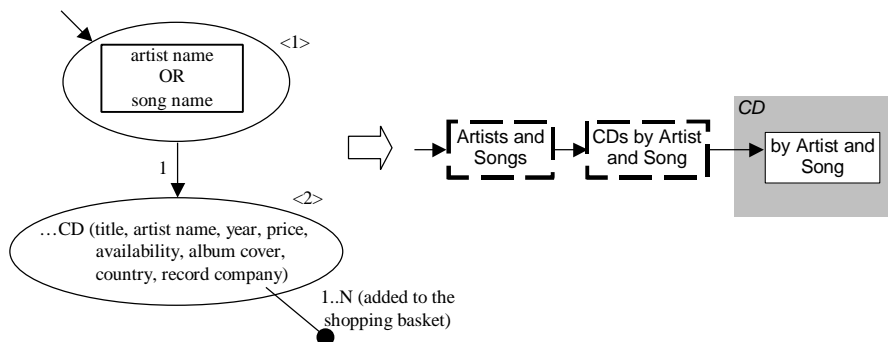 <1>
artist name
OR
song name
1
<2>
…CD (title, artist name, year, price,
availability, album cover,
country, record company)
1..N (added to the
shopping basket)
Artists and
Songs
CDs by Artist
and Song
CD
by Artist and
Song